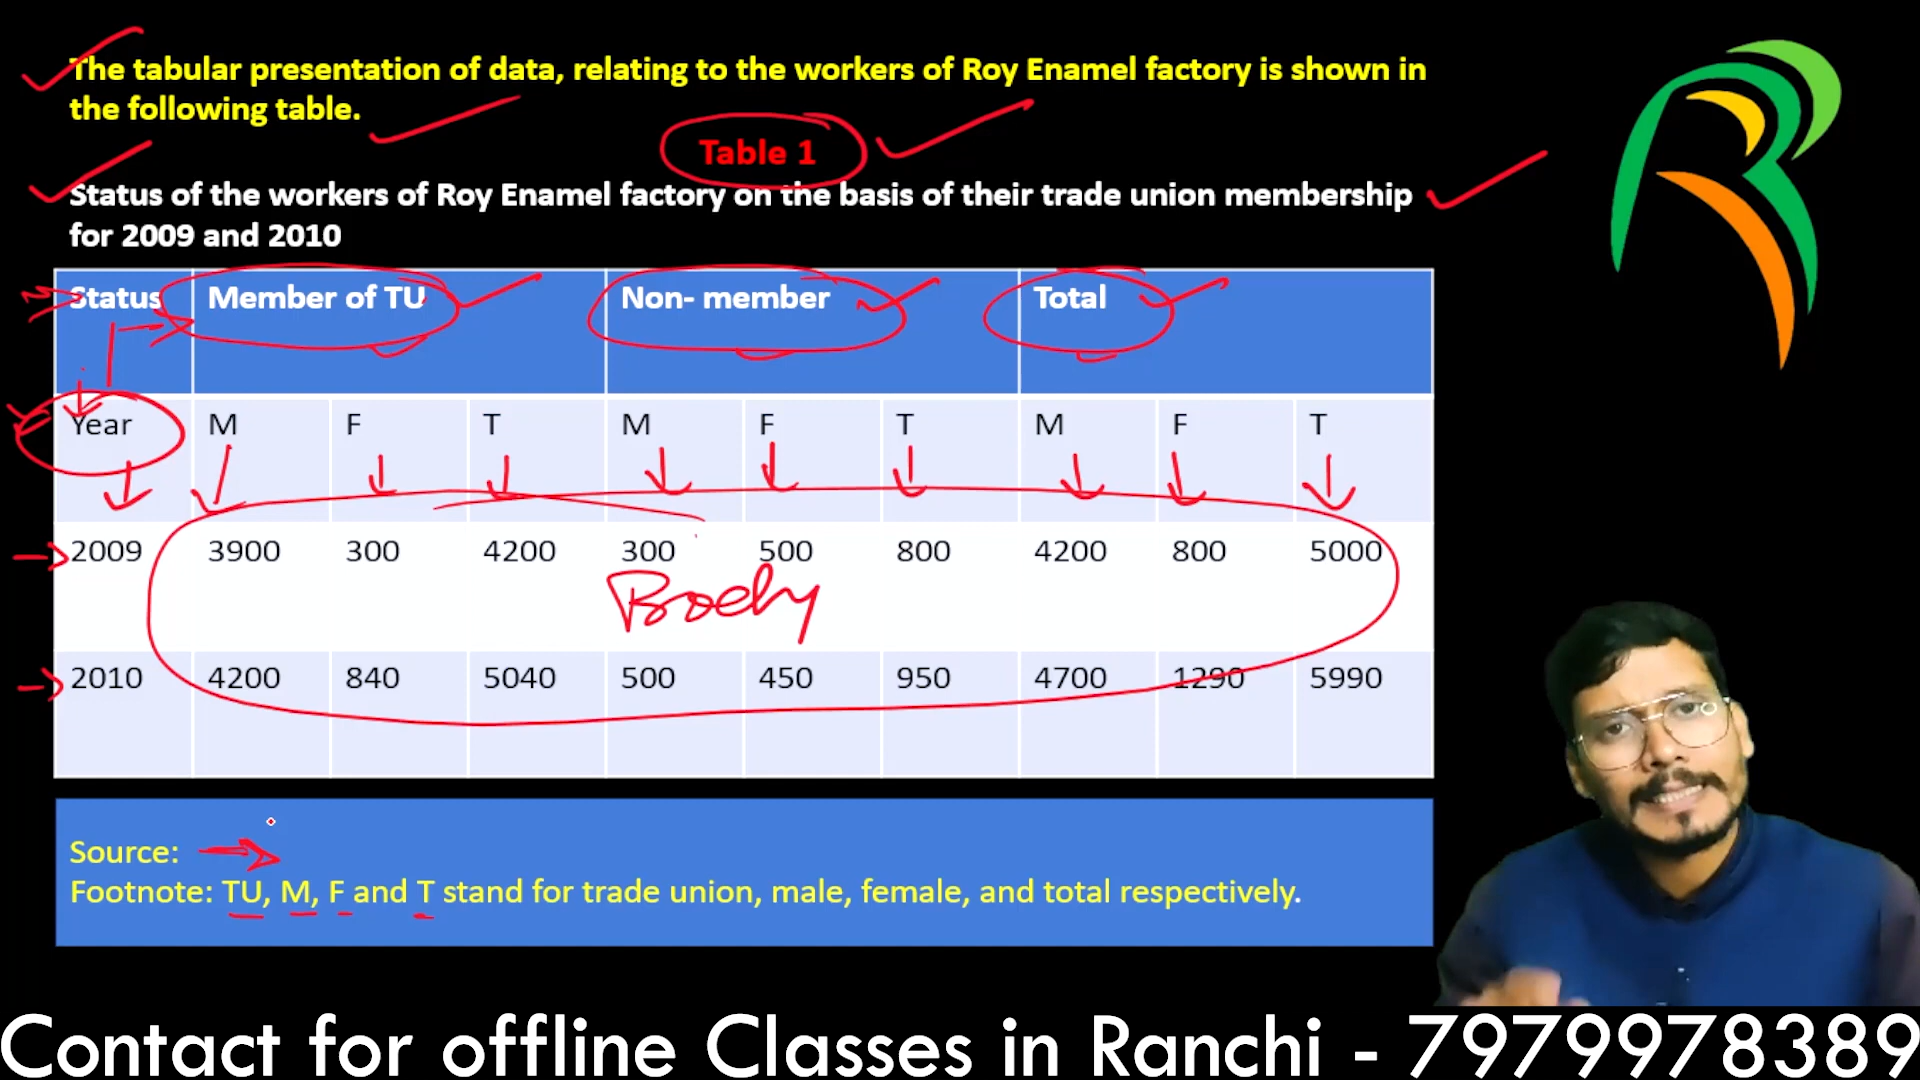 The tabular presentation of data, relating to the workers of Roy Enamel factory is shown in
the following table.
Table 1
Status of the workers of Roy Enamel factory on the basis of their trade union membership
for 2009 and 2010
Status Member of TU Non- member Total
Year M F T M F T M F T
2009 3900 300 4200 300 500 800 4200 800 5000
Body
2010 4200 840 5040 500 450 950 4700 1290 5990
Source:
Footnote: TU, M, F and T stand for trade union, male, female, and total respectively.
Contact for offline Classes in Ranchi - 7979978389